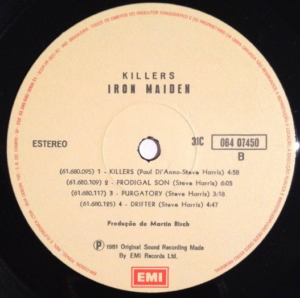 KILLERS
IRON MAIDEN
ESTEREO
31C 064 07450
B
(61.680.095) 1 - KILLERS (Paul Di'Anno-Steve Harris) 4:58
(61.680.109) 2 - PRODIGAL SON (Steve Harris) 6:05
(61.680.117) 3 - PURGATORY (Steve Harris) 3:18
(61.680.125) 4 - DRIFTER (Steve Harris) 4:47
Produção de Martin Birch
Ⓟ 1981 Original Sound Recording Made
By EMI Records Ltd.
EMI